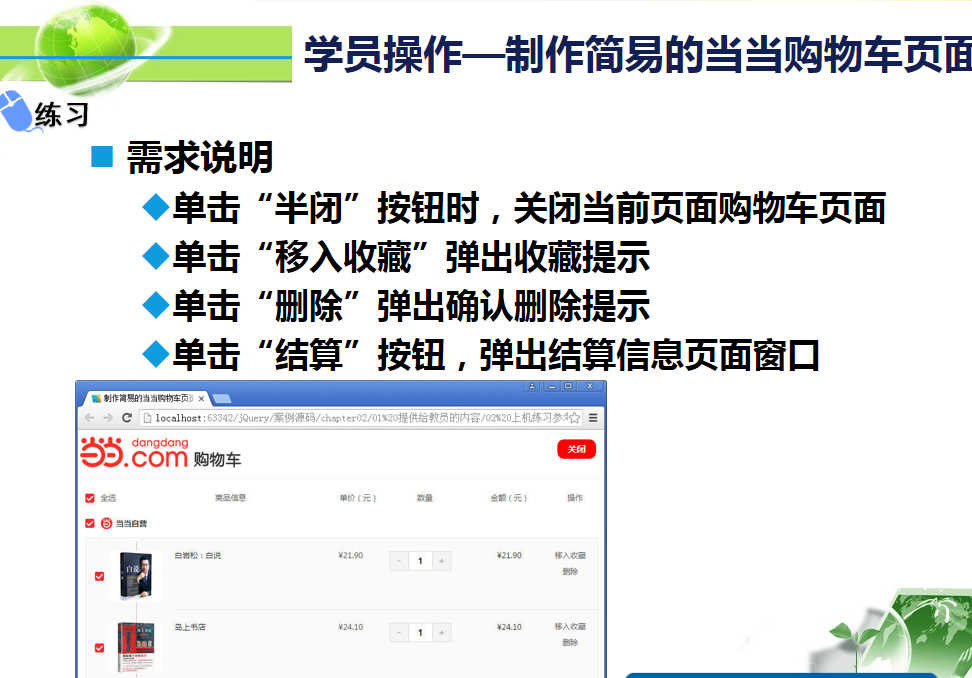 学员操作—制作简易的当当购物车页面
练习
需求说明
单击“半闭”按钮时，关闭当前页面购物车页面
单击“移入收藏”弹出收藏提示
单击“删除”弹出确认删除提示
单击“结算”按钮，弹出结算信息页面窗口
制作简易的当当购物车页面
localhost:63342/jQuery/案例源码/chapter02/01%20提供给教员的内容/02%20上机练习参考
dangdang
当当.com 购物车 关闭
全选 商品信息 单价（元） 数量 金额（元） 操作
当当自营
白岩松：白说 ¥21.90 - 1 + ¥21.90 移入收藏
白说
删除
岛上书店 ¥24.10 - 1 + ¥24.10 移入收藏
删除